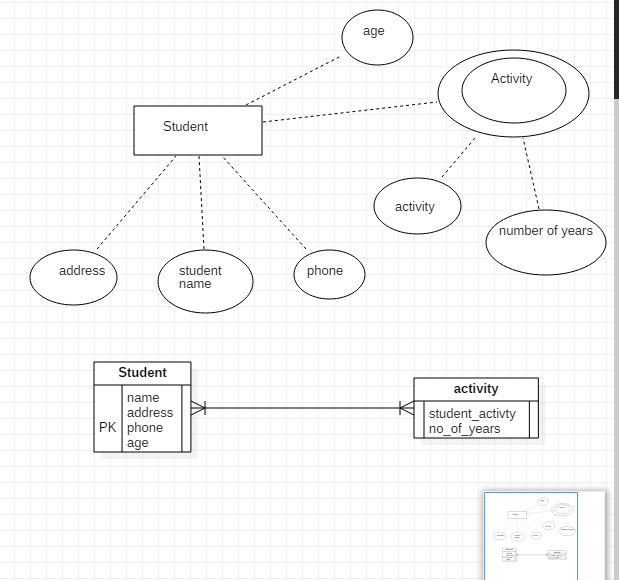 age
Activity
Student
activity
number of years
address
student
name
phone
Student
name
address
PK phone
age
activity
student_activty
no_of_years